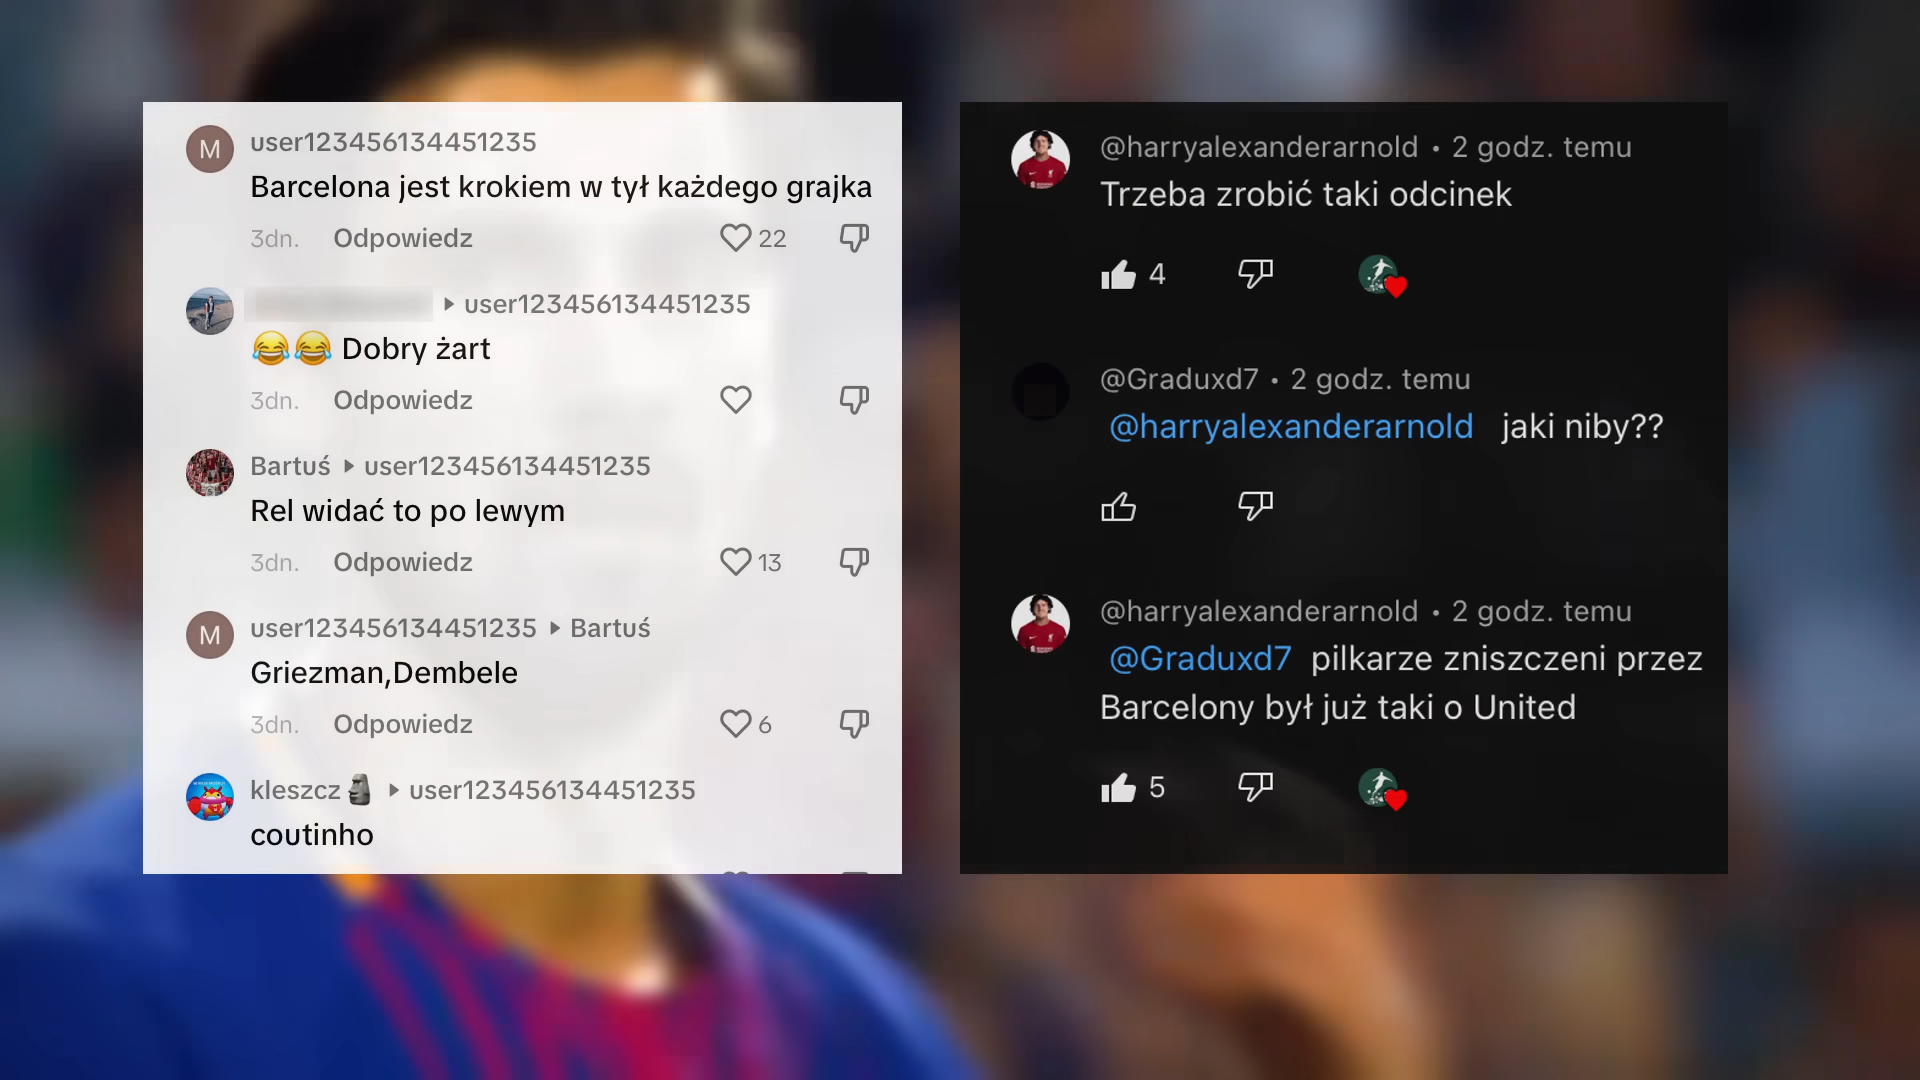 M
user123456134451235
Barcelona jest krokiem w tył każdego grajka
3dn. Odpowiedz 22
user123456134451235
😂😂 Dobry żart
3dn. Odpowiedz
Bartuś ▸ user123456134451235
Rel widać to po lewym
3dn. Odpowiedz 13
M
user123456134451235 ▸ Bartuś
Griezman,Dembele
3dn. Odpowiedz 6
kleszcz🗿 ▸ user123456134451235
coutinho
@harryalexanderarnold • 2 godz. temu
Trzeba zrobić taki odcinek
4
@Graduxd7 • 2 godz. temu
@harryalexanderarnold jaki niby??
@harryalexanderarnold • 2 godz. temu
@Graduxd7 pilkarze zniszczeni przez
Barcelony był już taki o United
5